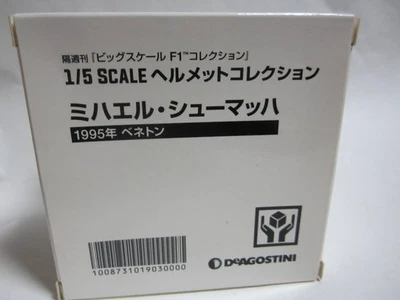 隔週刊『ビッグスケール F1™コレクション』
1/5 SCALE ヘルメットコレクション
ミハエル・シューマッハ
1995年 ベネトン
1008731019030000
DeAGOSTINI